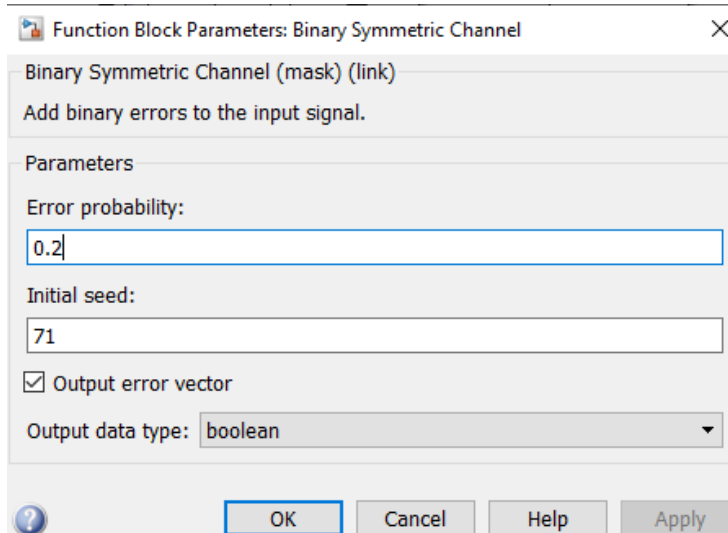 Function Block Parameters: Binary Symmetric Channel
Binary Symmetric Channel (mask) (link)
Add binary errors to the input signal.
Parameters
Error probability:
0.2
Initial seed:
71
Output error vector
Output data type: boolean
OK Cancel Help Apply